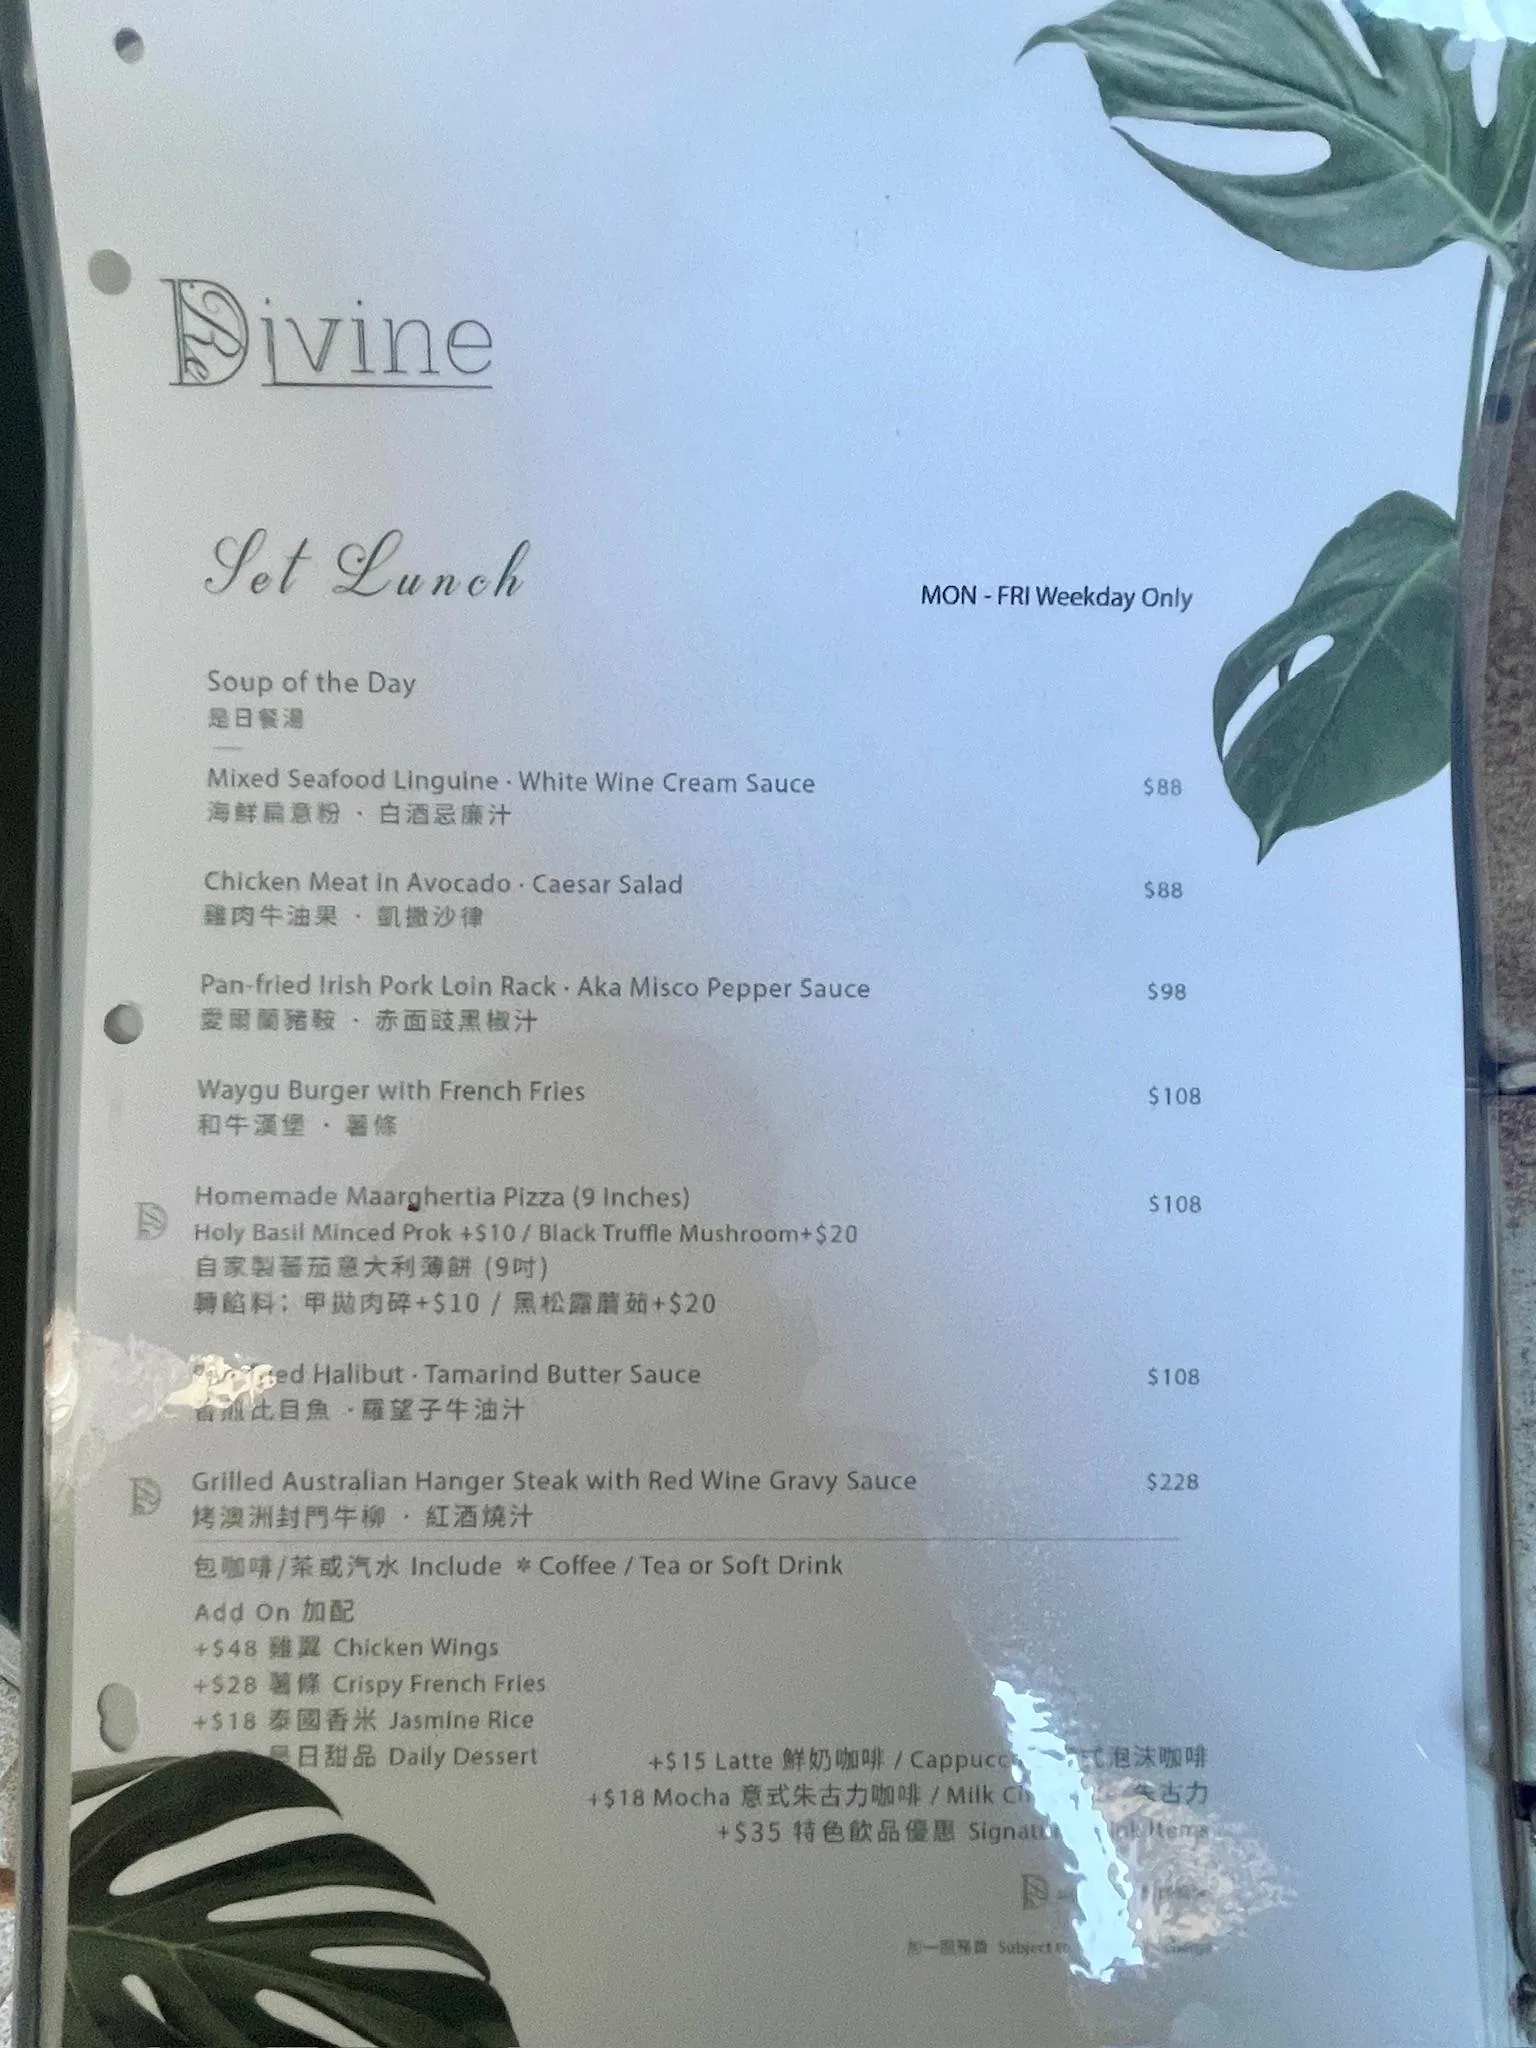 Divine
Set Lunch
MON - FRI Weekday Only
Soup of the Day
是日餐湯
Mixed Seafood Linguine · White Wine Cream Sauce $88
海鮮扁意粉 · 白酒忌廉汁
Chicken Meat in Avocado · Caesar Salad $88
雞肉牛油果 · 凱撒沙律
Pan-fried Irish Pork Loin Rack · Aka Misco Pepper Sauce $98
愛爾蘭豬鞍 · 赤面豉黑椒汁
Waygu Burger with French Fries $108
和牛漢堡 · 薯條
Homemade Maarghertia Pizza (9 Inches) $108
Holy Basil Minced Prok +$10 / Black Truffle Mushroom+$20
自家製蕃茄意大利薄餅 (9吋)
轉餡料: 甲拋肉碎+$10 / 黑松露蘑菇+$20
Halibut · Tamarind Butter Sauce $108
香煎比目魚 · 羅望子牛油汁
Grilled Australian Hanger Steak with Red Wine Gravy Sauce $228
烤澳洲封門牛柳 · 紅酒燒汁
包咖啡/茶或汽水 Include * Coffee / Tea or Soft Drink
Add On 加配
+$48 雞翼 Chicken Wings
+$28 薯條 Crispy French Fries
+$18 泰國香米 Jasmine Rice
是日甜品 Daily Dessert
+$15 Latte 鮮奶咖啡 / 泡沫咖啡
+$18 Mocha 意式朱古力咖啡 / Milk 朱古力
+$35 特色飲品優惠 Items
加一服務費 Subject